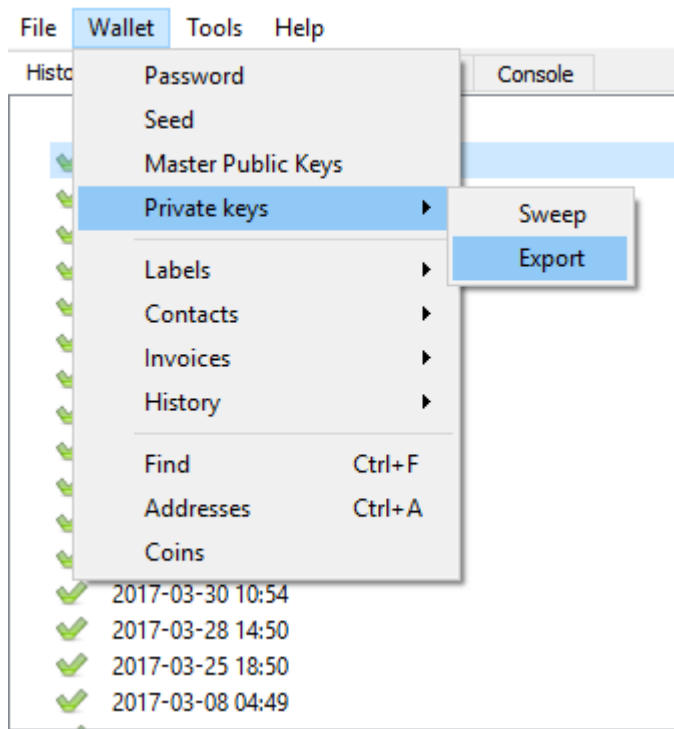 File Wallet Tools Help
Histo Console
Password
Seed
Master Public Keys
Private keys
Sweep
Export
Labels
Contacts
Invoices
History
Find Ctrl+F
Addresses Ctrl+A
Coins
2017-03-30 10:54
2017-03-28 14:50
2017-03-25 18:50
2017-03-08 04:49